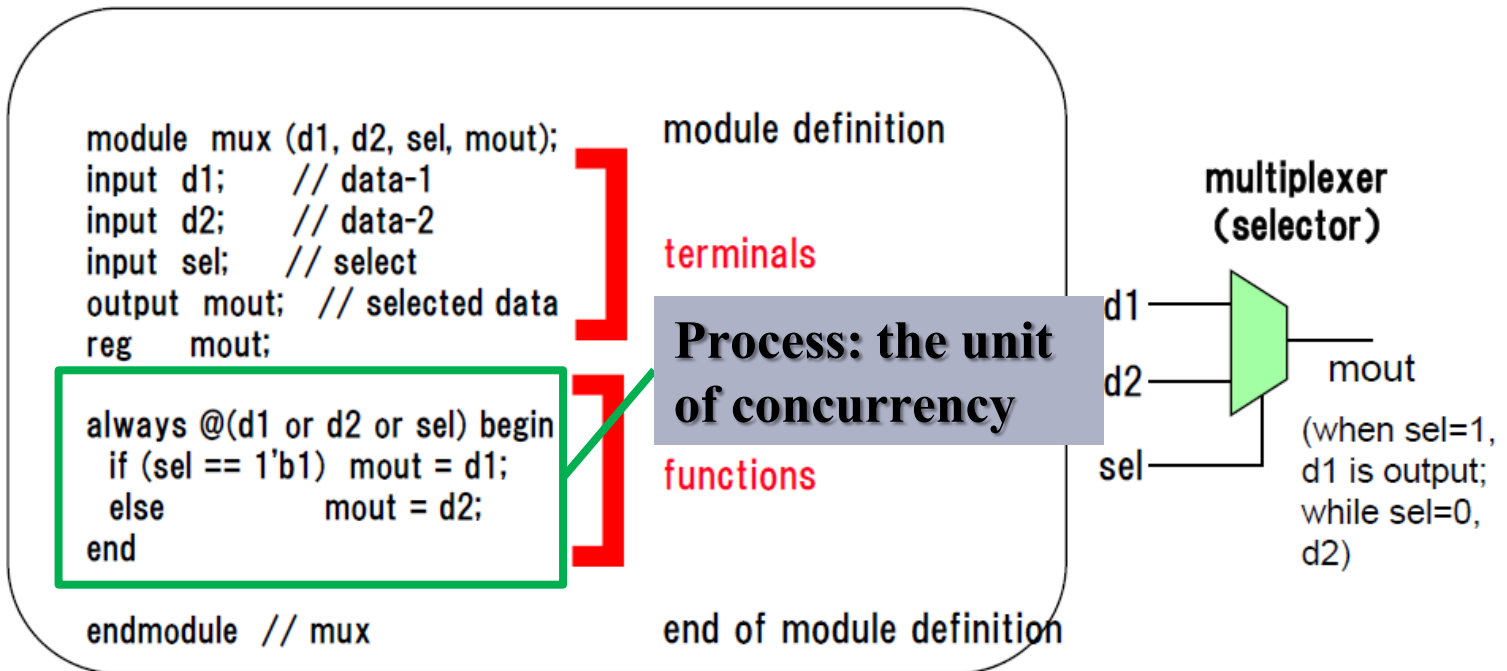 module mux (d1, d2, sel, mout);
input d1; // data-1
input d2; // data-2
input sel; // select
output mout; // selected data
reg mout;
always @(d1 or d2 or sel) begin
if (sel == 1'b1) mout = d1;
else mout = d2;
end
endmodule // mux
module definition
terminals
Process: the unit
of concurrency
functions
end of module definition
multiplexer
(selector)
d1
d2
sel
mout
(when sel=1,
d1 is output;
while sel=0,
d2)